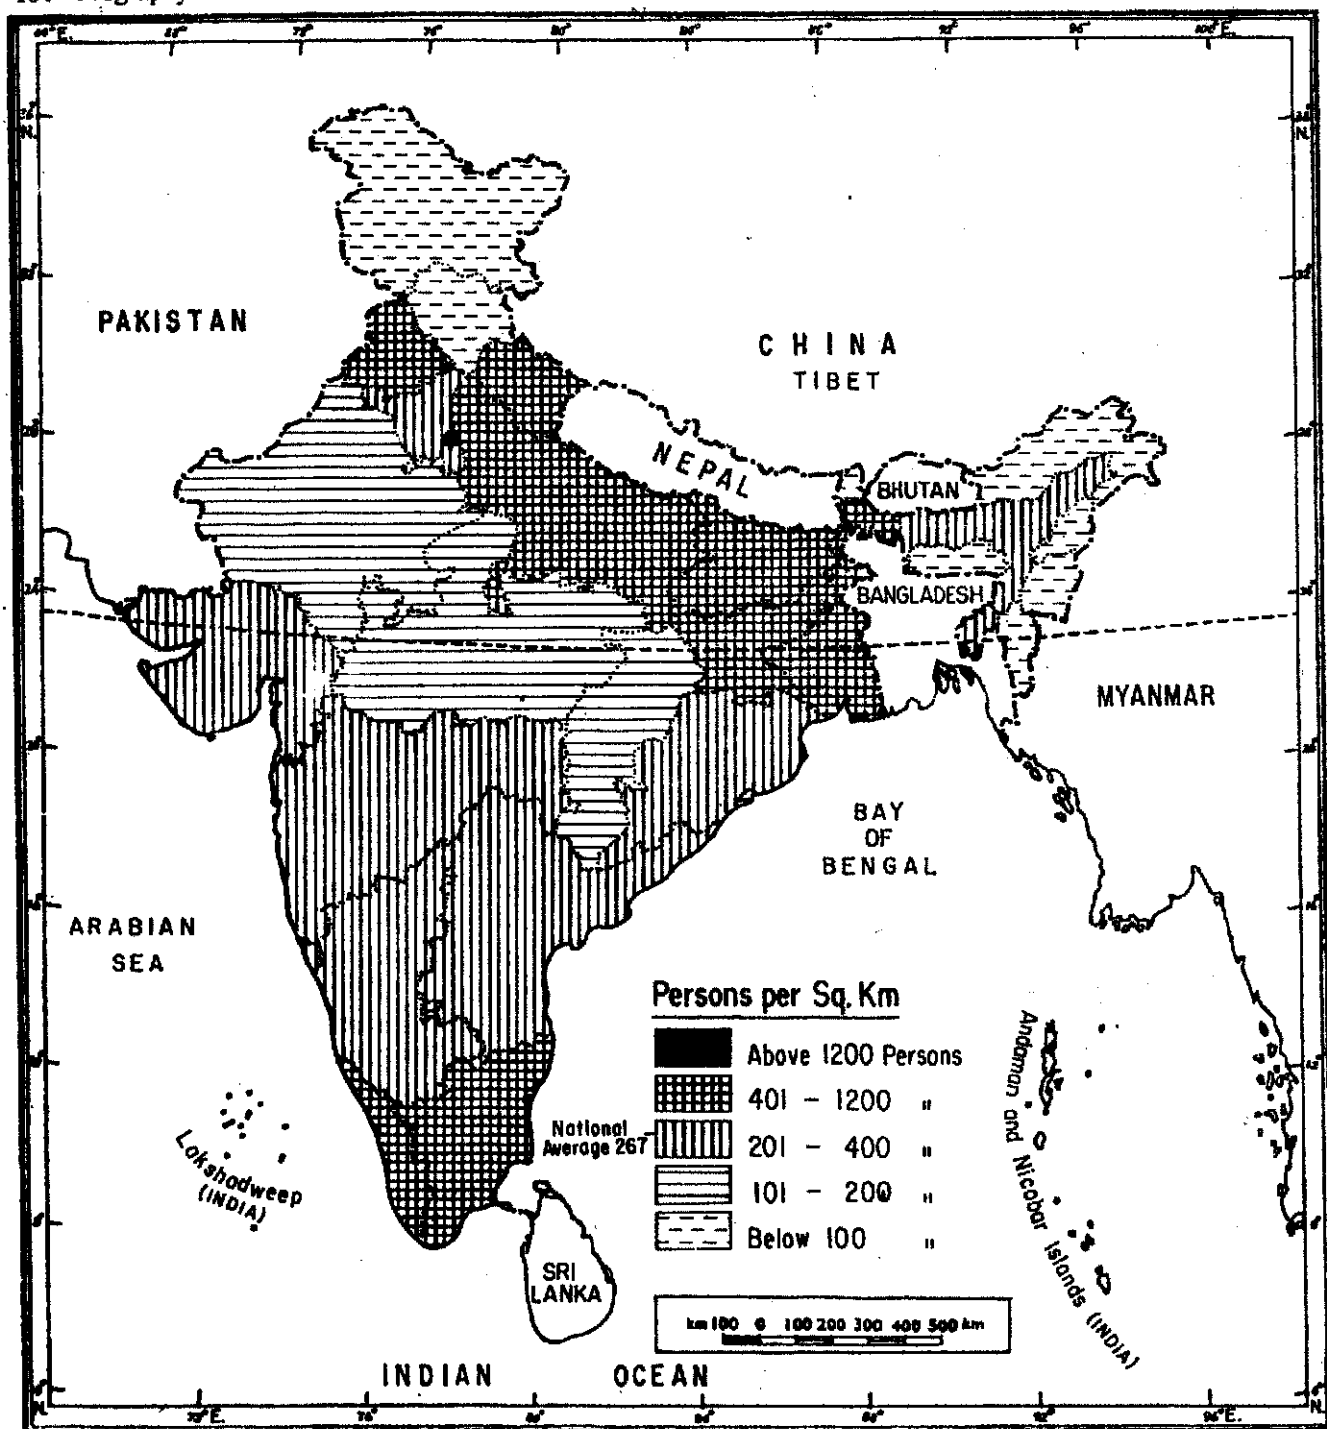 PAKISTAN
CHINA
TIBET
NEPAL
BHUTAN
BANGLADESH
MYANMAR
BAY
OF
BENGAL
ARABIAN
SEA
Persons per Sq. Km
Above 1200 Persons
401 - 1200 "
National
Average 267
201 - 400 "
101 - 200 "
Below 100 "
Lokshodweep
(INDIA)
Andaman and Nicobar Islands (INDIA)
SRI
LANKA
km 100 0 100 200 300 400 500 km
INDIAN OCEAN